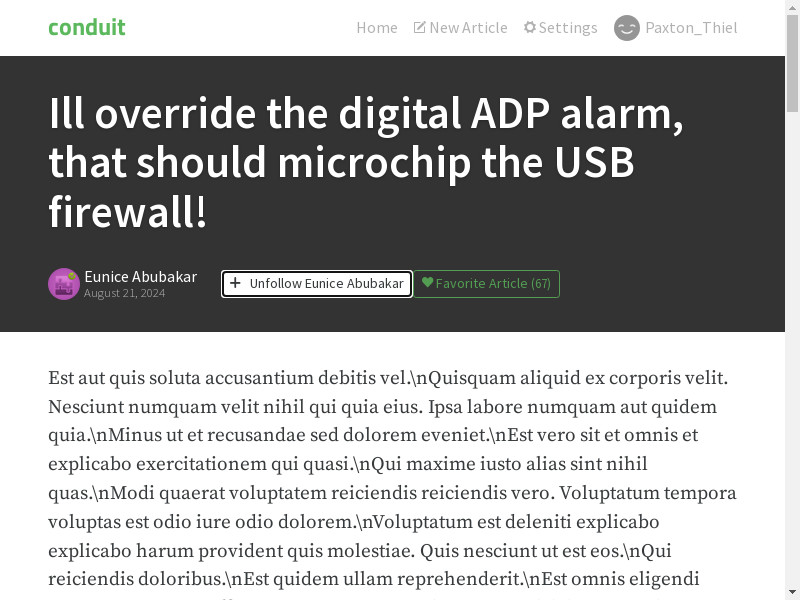 conduit
Home New Article Settings Paxton_Thiel
Ill override the digital ADP alarm,
that should microchip the USB
firewall!
Eunice Abubakar
August 21, 2024
Unfollow Eunice Abubakar Favorite Article (67)
Est aut quis soluta accusantium debitis vel.\nQuisquam aliquid ex corporis velit.
Nesciunt numquam velit nihil qui quia eius. Ipsa labore numquam aut quidem
quia.\nMinus ut et recusandae sed dolorem eveniet.\nEst vero sit et omnis et
explicabo exercitationem qui quasi.\nQui maxime iusto alias sint nihil
quas.\nModi quaerat voluptatem reiciendis reiciendis vero. Voluptatum tempora
voluptas est odio iure odio dolorem.\nVoluptatum est deleniti explicabo
explicabo harum provident quis molestiae. Quis nesciunt ut est eos.\nQui
reiciendis doloribus.\nEst quidem ullam reprehenderit.\nEst omnis eligendi